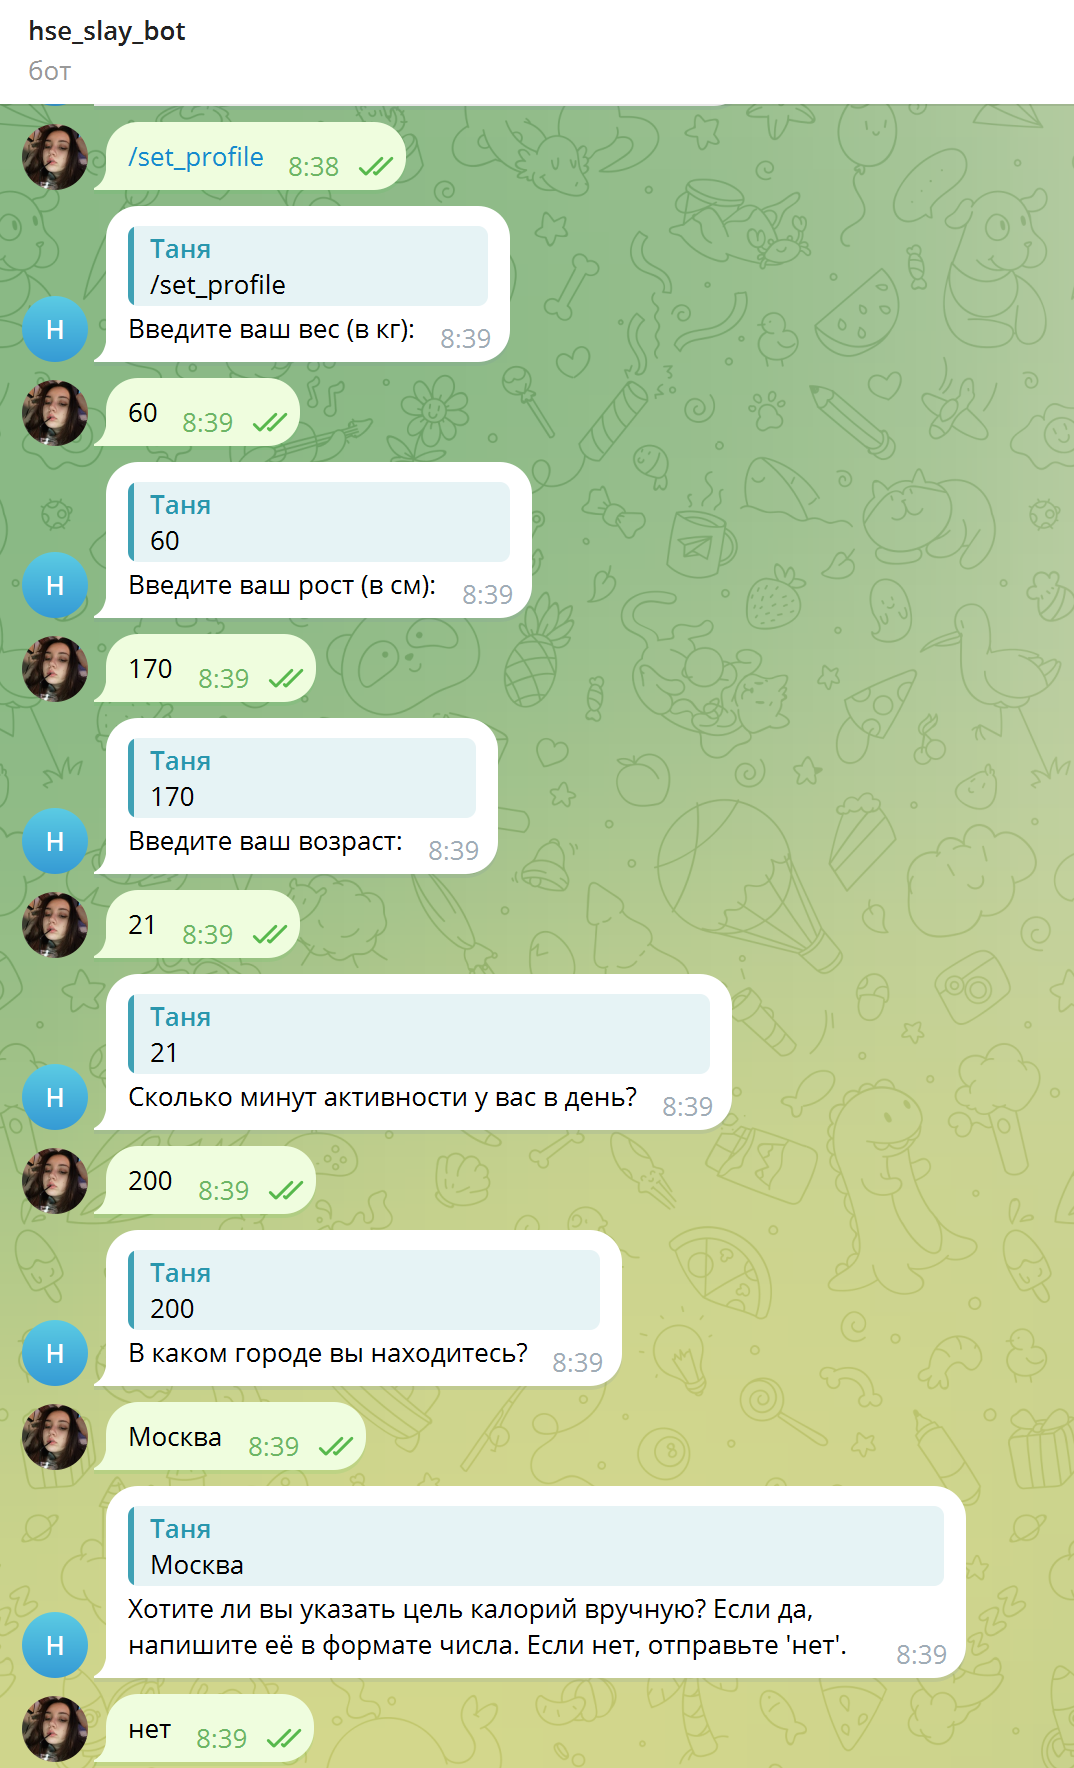 hse_slay_bot
бот
/set_profile 8:38
Таня
/set_profile
Введите ваш вес (в кг): 8:39
Н
60 8:39
Таня
60
Введите ваш рост (в см): 8:39
Н
170 8:39
Таня
170
Введите ваш возраст: 8:39
Н
21 8:39
Таня
21
Сколько минут активности у вас в день? 8:39
Н
200 8:39
Таня
200
В каком городе вы находитесь? 8:39
Н
Москва 8:39
Таня
Москва
Хотите ли вы указать цель калорий вручную? Если да,
напишите её в формате числа. Если нет, отправьте 'нет'. 8:39
Н
нет 8:39